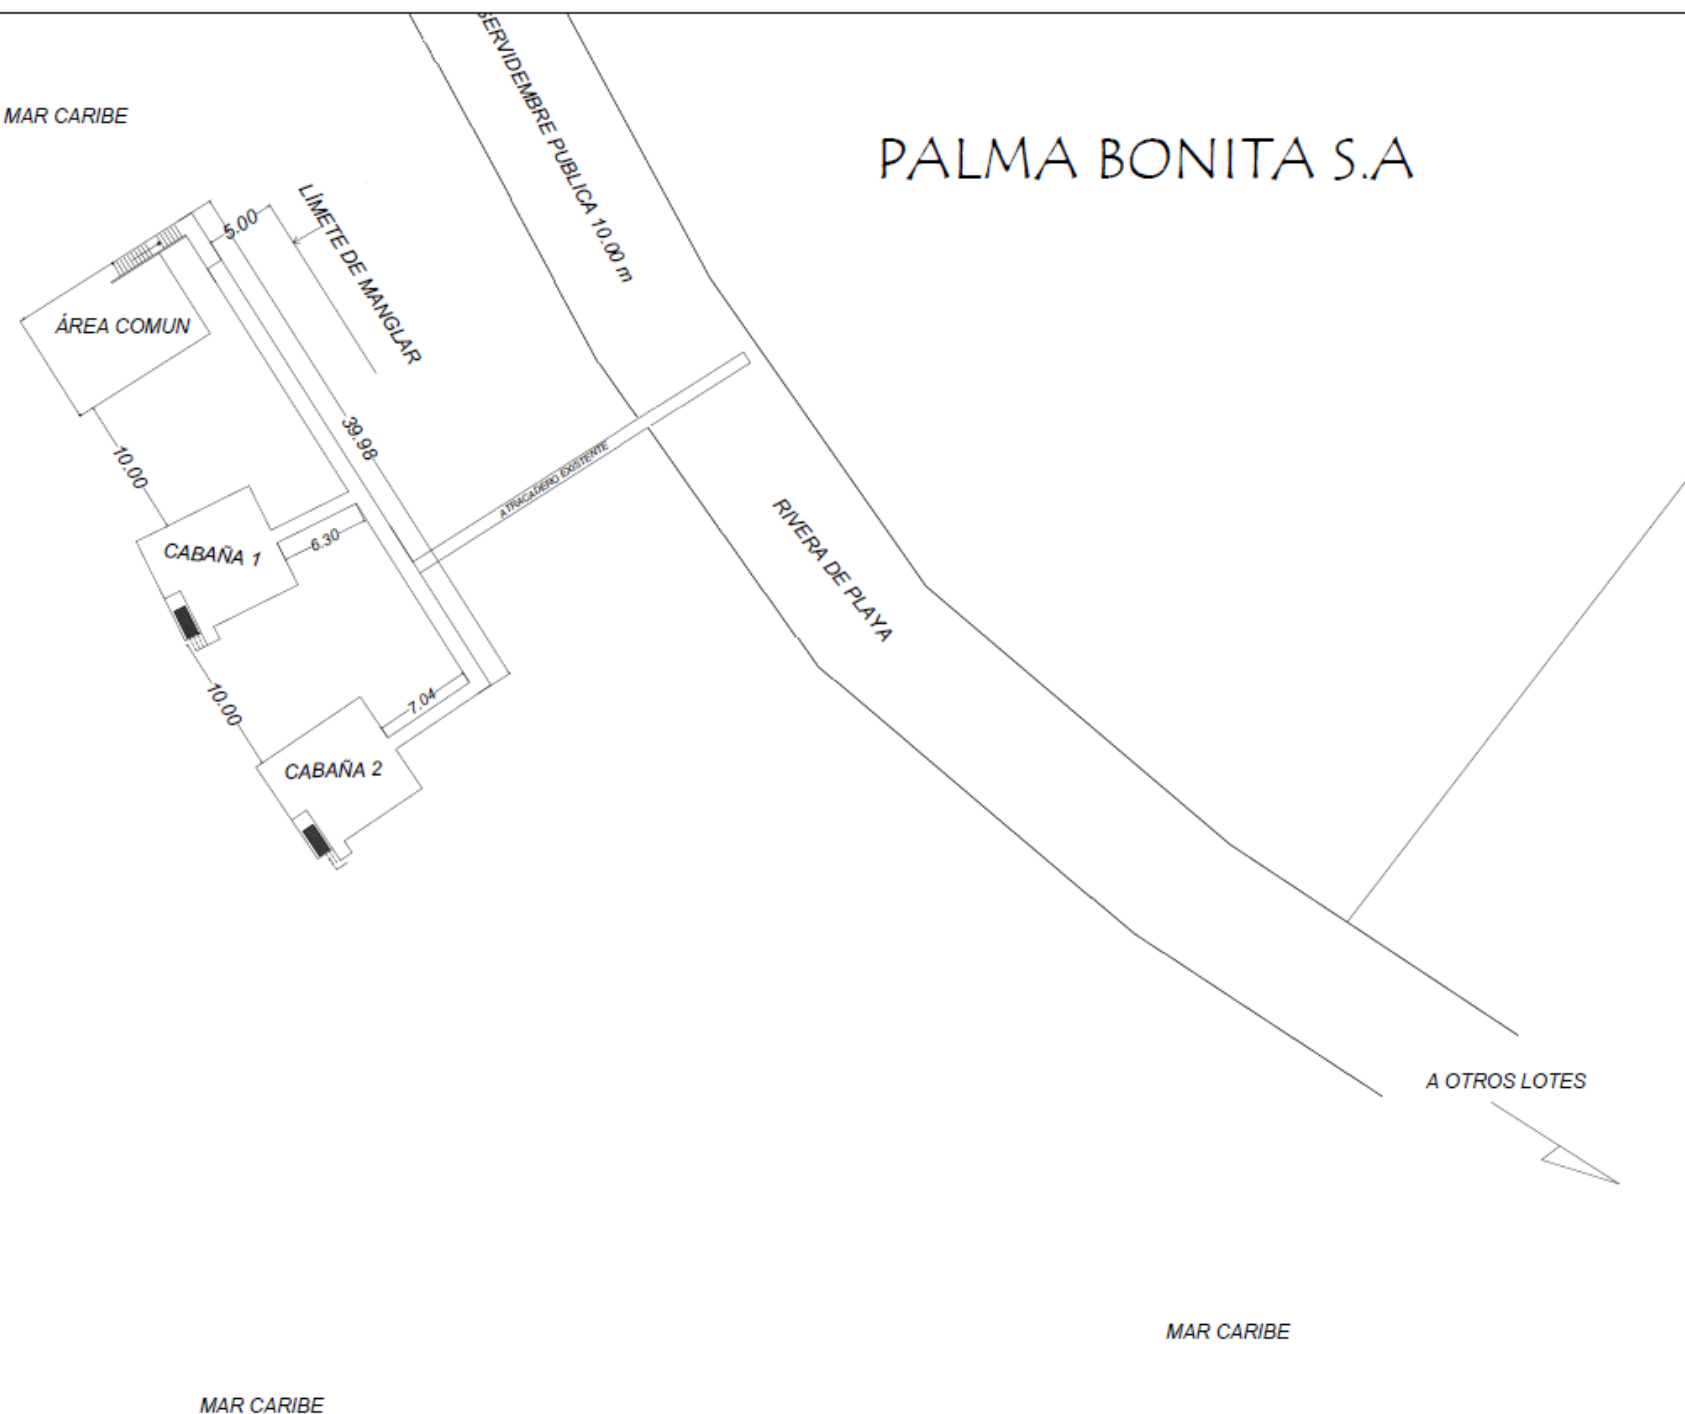 SERVIDEMBRE PUBLICA 10.00 m
MAR CARIBE
PALMA BONITA S.A
LÍMETE DE MANGLAR
5.00
ÁREA COMUN
39.98
10.00
ATRACADERO EXISTENTE
RIVERA DE PLAYA
CABAÑA 1
6.30
10.00
7.04
CABAÑA 2
A OTROS LOTES
MAR CARIBE
MAR CARIBE